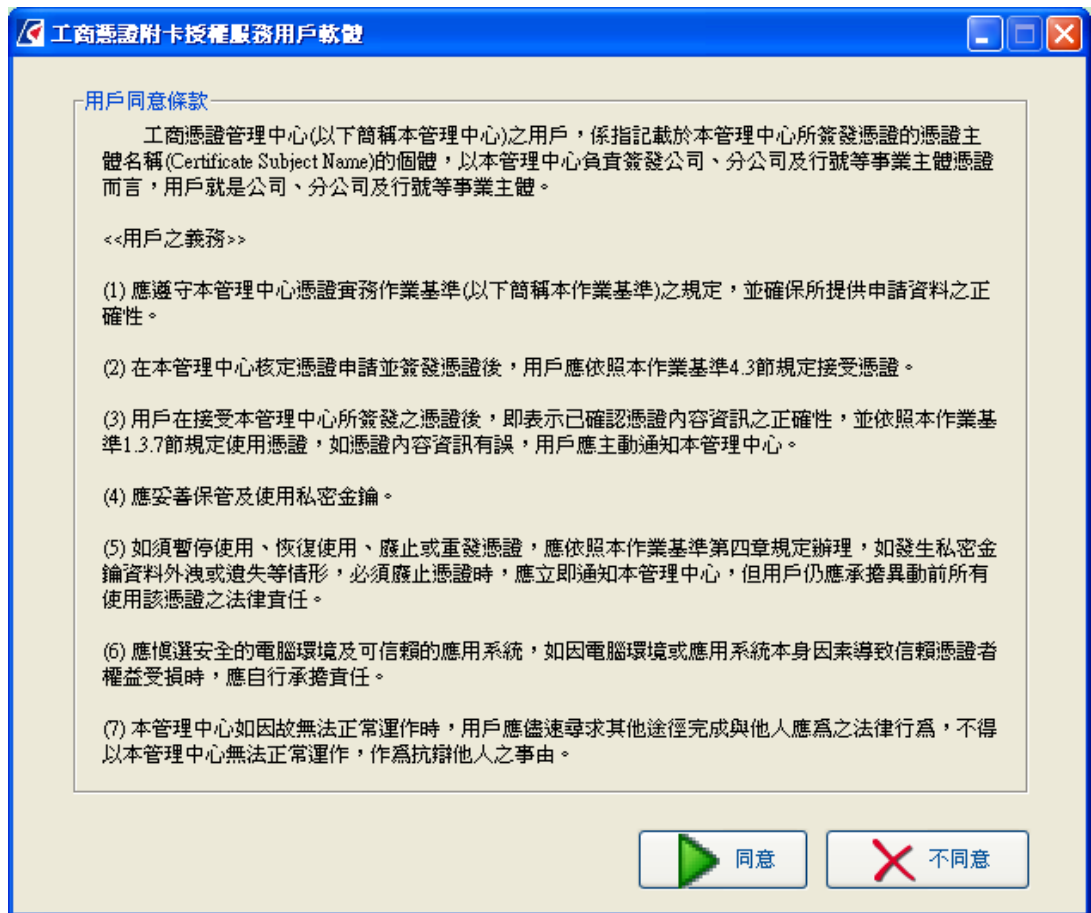 工商憑證附卡授權服務用戶軟體
用戶同意條款
工商憑證管理中心(以下簡稱本管理中心)之用戶，係指記載於本管理中心所簽發憑證的憑證主
體名稱(Certificate Subject Name)的個體，以本管理中心負責簽發公司、分公司及行號等事業主體憑證
而言，用戶就是公司、分公司及行號等事業主體。
<<用戶之義務>>
(1) 應遵守本管理中心憑證實務作業基準(以下簡稱本作業基準)之規定，並確保所提供申請資料之正
確性。
(2) 在本管理中心核定憑證申請並簽發憑證後，用戶應依照本作業基準4.3節規定接受憑證。
(3) 用戶在接受本管理中心所簽發之憑證後，即表示已確認憑證內容資訊之正確性，並依照本作業基
準1.3.7節規定使用憑證，如憑證內容資訊有誤，用戶應主動通知本管理中心。
(4) 應妥善保管及使用私密金鑰。
(5) 如須暫停使用、恢復使用、廢止或重發憑證，應依照本作業基準第四章規定辦理，如發生私密金
鑰資料外洩或遺失等情形，必須廢止憑證時，應立即通知本管理中心，但用戶仍應承擔異動前所有
使用該憑證之法律責任。
(6) 應慎選安全的電腦環境及可信賴的應用系統，如因電腦環境或應用系統本身因素導致信賴憑證者
權益受損時，應自行承擔責任。
(7) 本管理中心如因故無法正常運作時，用戶應儘速尋求其他途徑完成與他人應為之法律行為，不得
以本管理中心無法正常運作，作為抗辯他人之事由。
同意
不同意